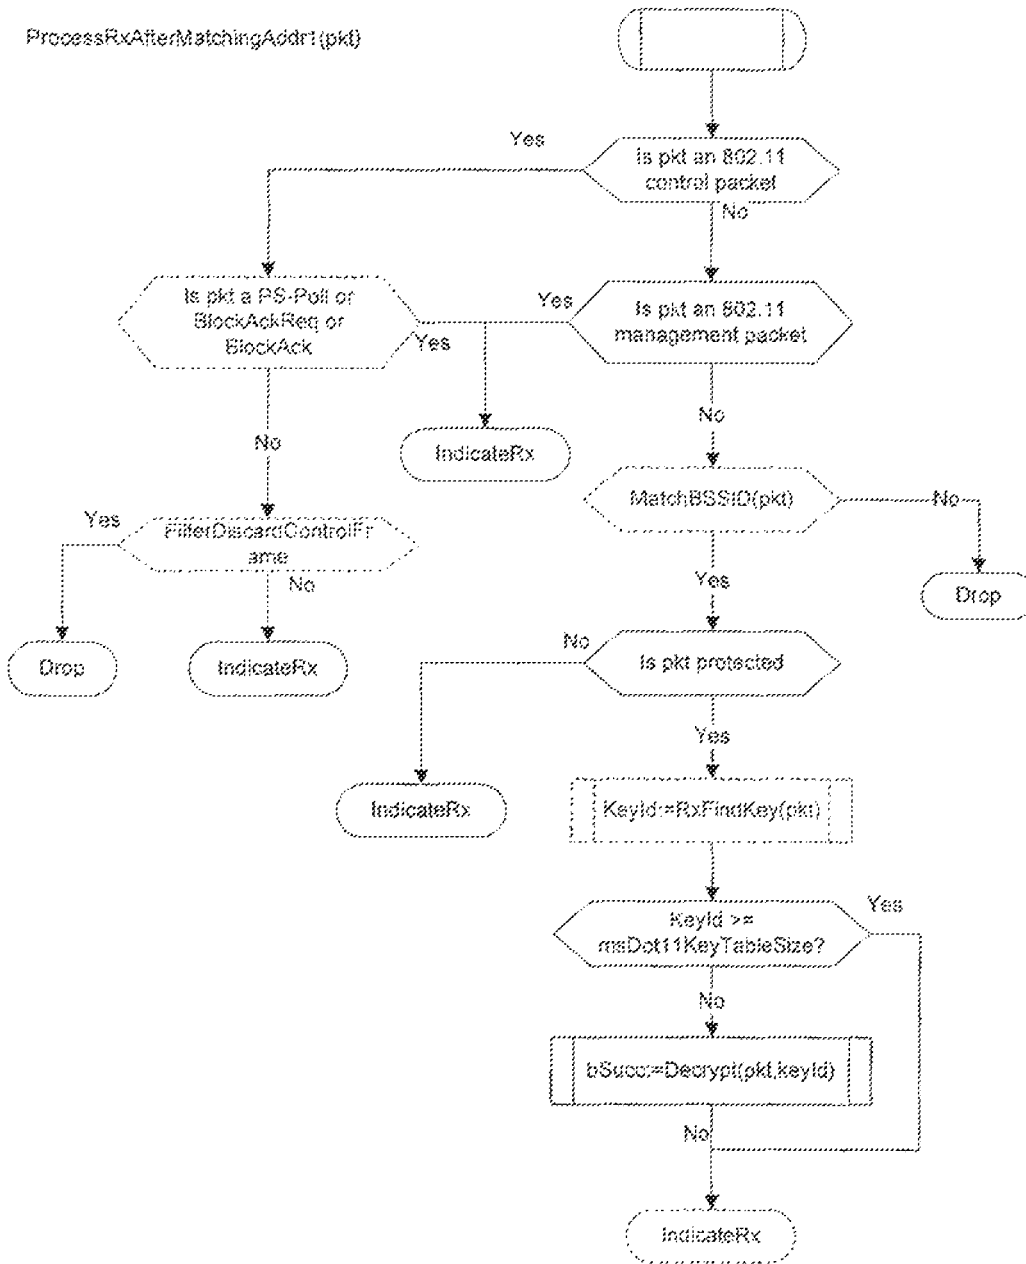 ProcessRxAfterMatchingAddr1(pkt)
Yes
Is pkt an 802.11
control packet
No
Is pkt a PS-Poll or
BlockAckReq or
BlockAck
Yes
Yes
Is pkt an 802.11
management packet
No
No
IndicateRx
MatchBSSID(pkt)
No
Yes
FilterDiscardControlFr
ame
No
Yes
Drop
Drop
IndicateRx
No
Is pkt protected
Yes
IndicateRx
KeyId:=RxFindKey(pkt)
KeyId >=
msDot11KeyTableSize?
Yes
No
bSucc:=Decrypt(pkt,keyId)
No
IndicateRx